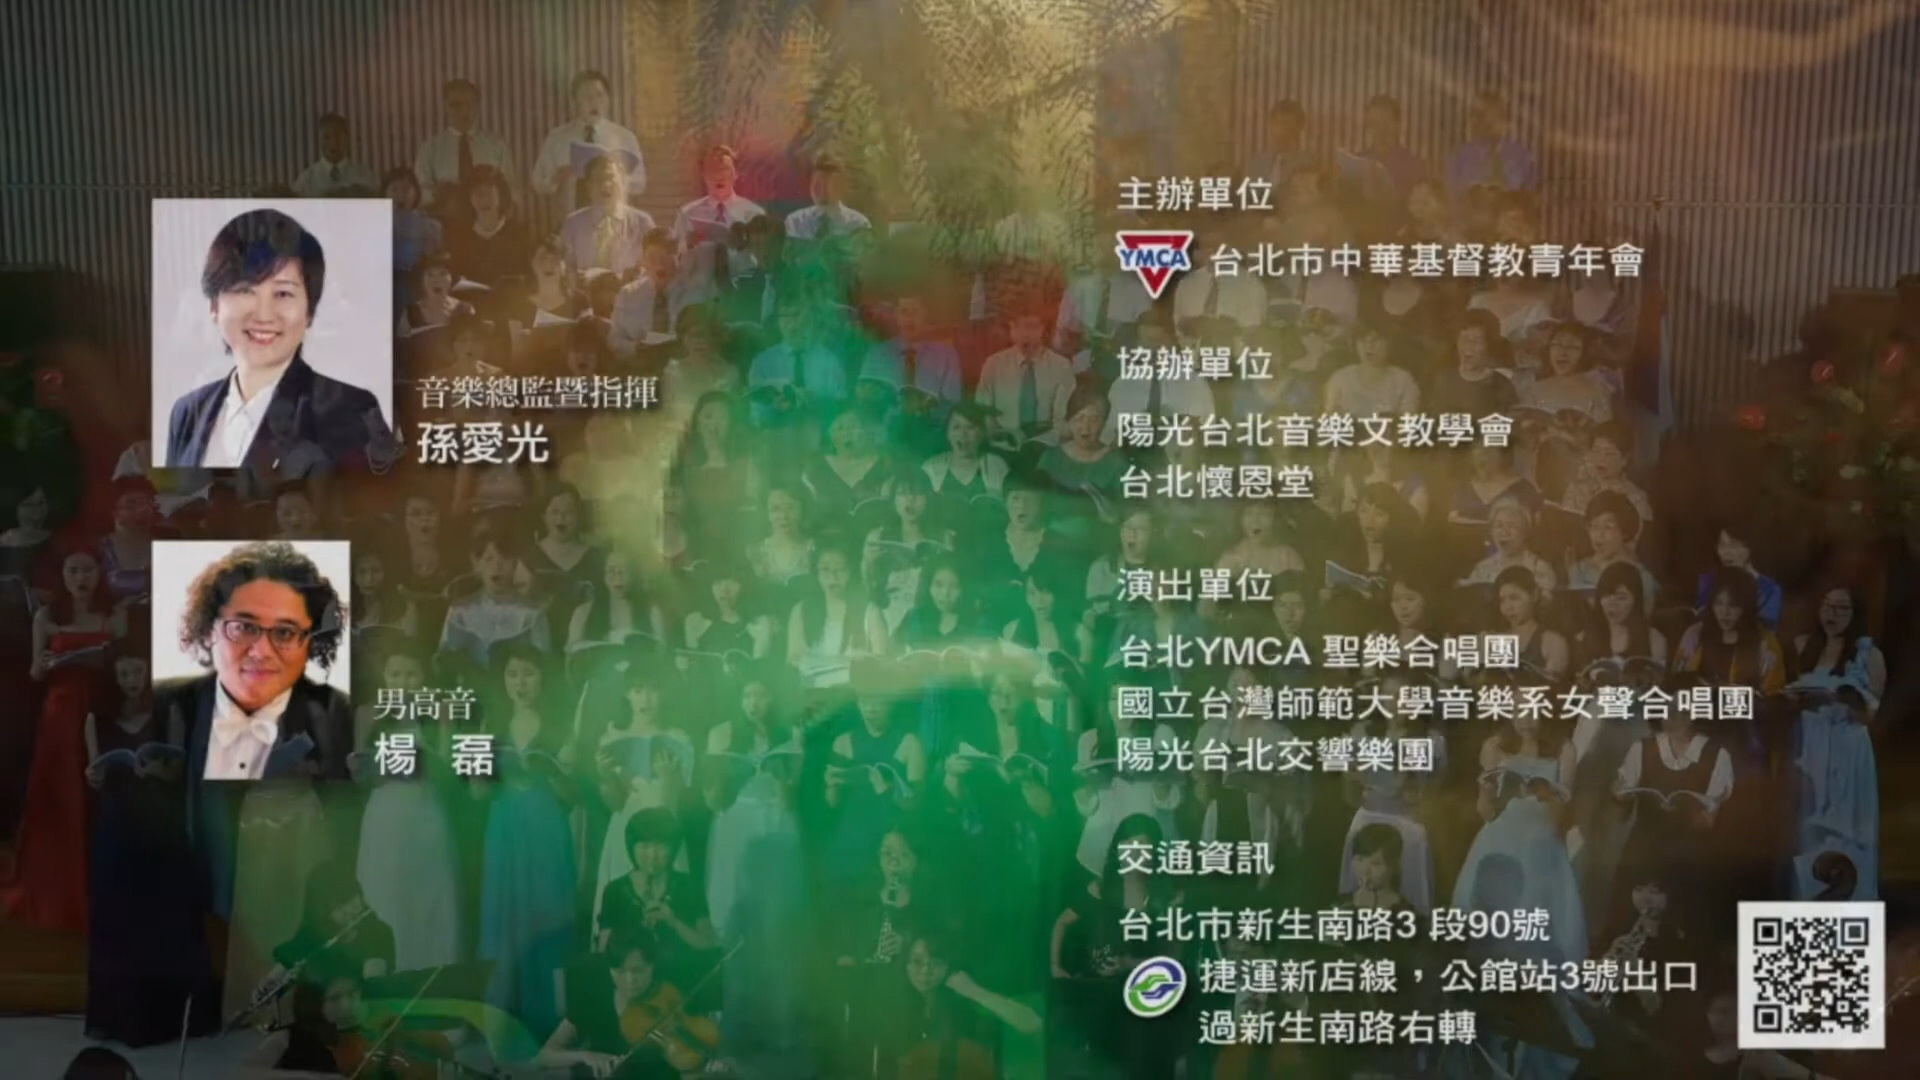 音樂總監暨指揮
孫愛光
男高音
楊 磊
主辦單位
YMCA 台北市中華基督教青年會
協辦單位
陽光台北音樂文教學會
台北懷恩堂
演出單位
台北YMCA 聖樂合唱團
國立台灣師範大學音樂系女聲合唱團
陽光台北交響樂團
交通資訊
台北市新生南路3 段90號
捷運新店線，公館站3號出口
過新生南路右轉